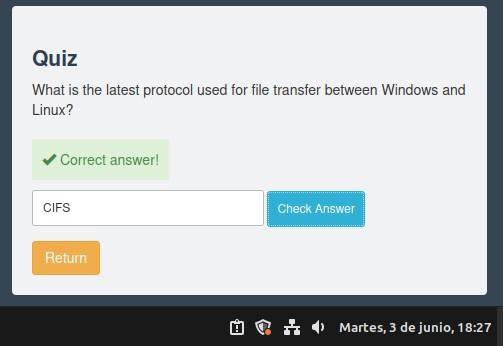 Quiz
What is the latest protocol used for file transfer between Windows and
Linux?
Correct answer!
CIFS
Check Answer
Return
Martes, 3 de junio, 18:27